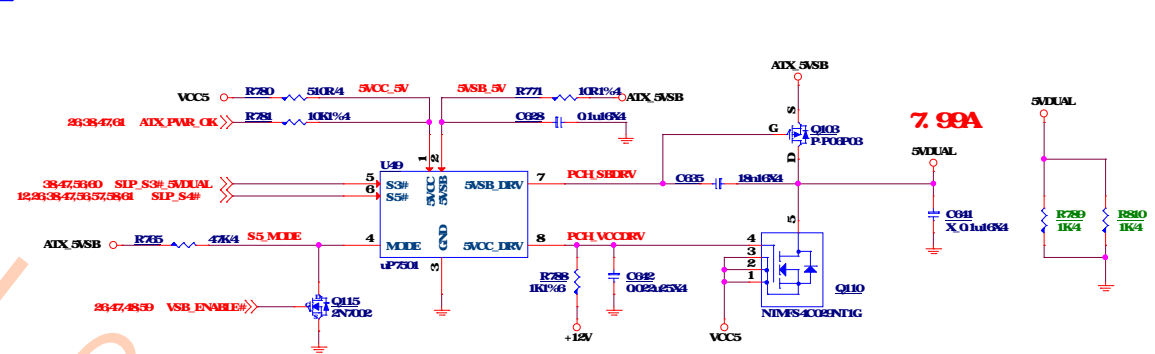 ATX_5VSB
VCC5 R780 510R/4 5VCC_5V 5VSB_5V R771 10R1%4 ATX_5VSB
26,38,47,61 ATX_PWR_OK R781 10K1%4 C628 0.1u16X4
S
G Q103
P-P06P03
D
7.99A
5VDUAL
5VDUAL
1 2
U49
38,47,56,60 SLP_S3#_5VDUAL 5 S3# 5VCC 5VSB 5VSB_DRV 7 PCH_SBDRV C635 18n16X4
12,26,38,47,56,57,58,61 SLP_S4# 6 S5#
C641
X_0.1u16X4
R789
1K/4
R810
1K/4
5
ATX_5VSB R765 47K/4 S5_MODE 4 MODE GND 5VCC_DRV 8 PCH_VCCDRV 4
3
2
1
uP7501 3
R788
1K1%6
C642
0.022u25X4
Q110
NTMFS4C029NT1G
26,47,48,59 VSB_ENABLE# Q115
2N7002
+12V VCC5